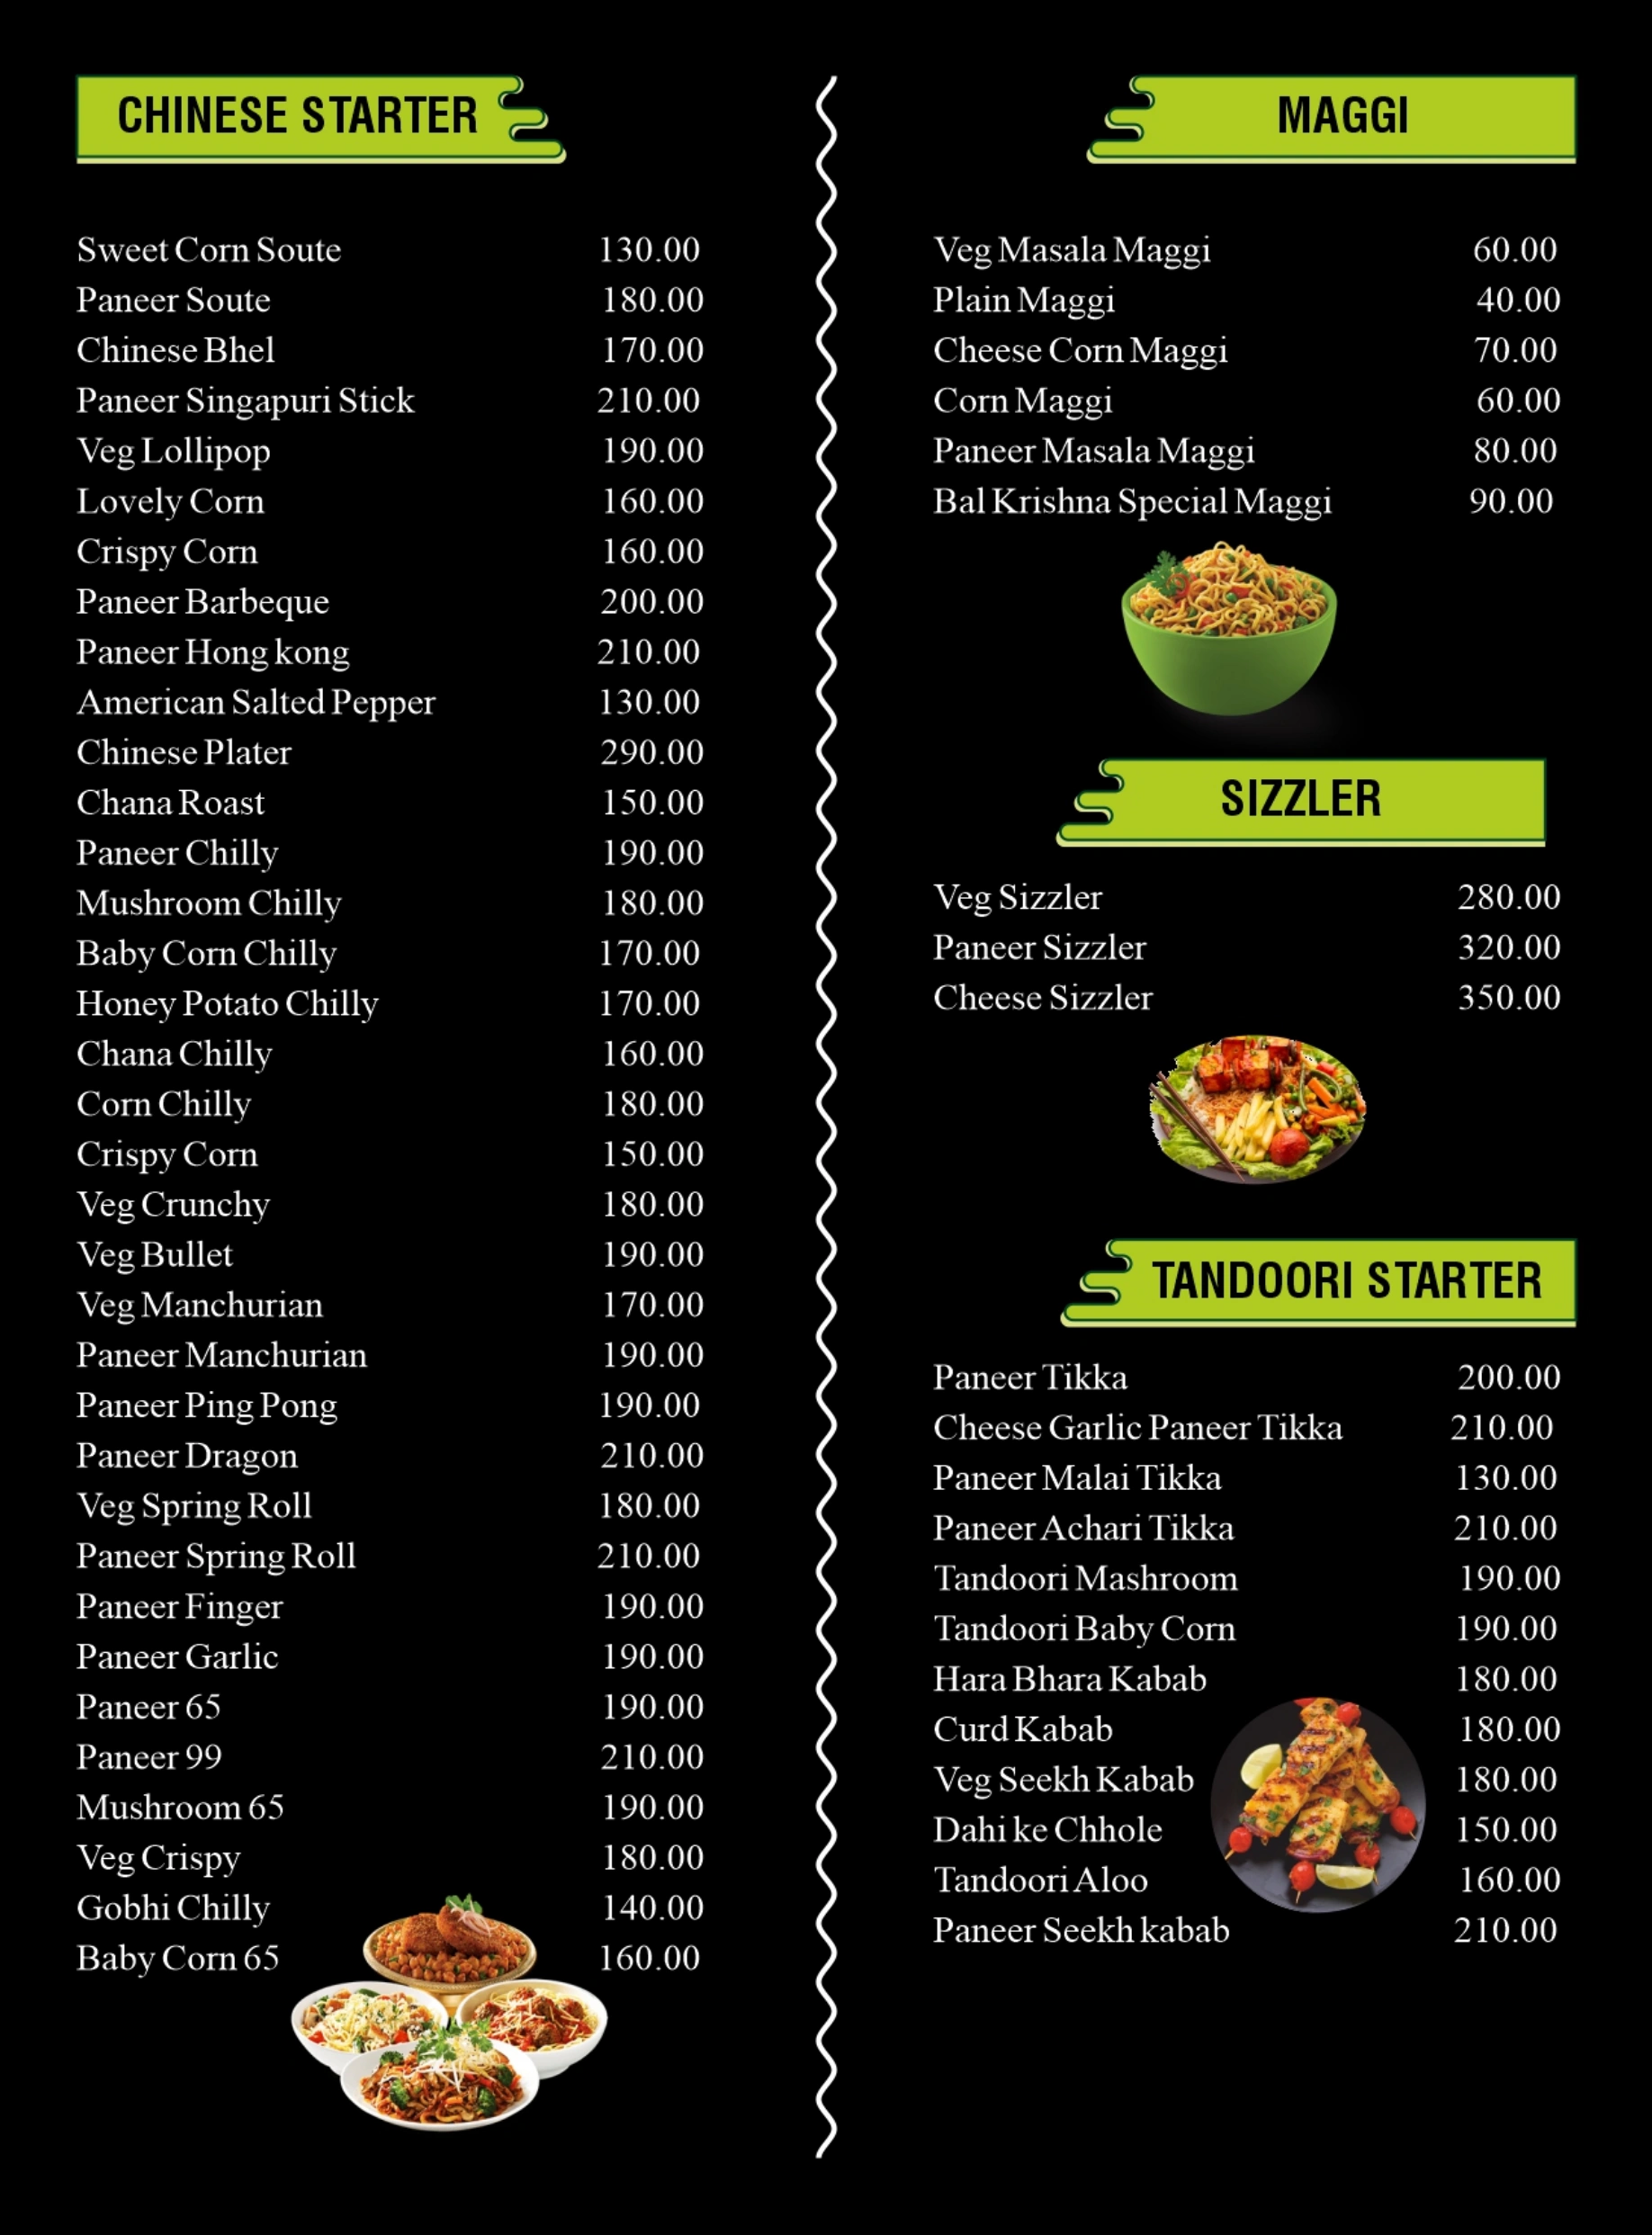 CHINESE STARTER
Sweet Corn Soute 130.00
Paneer Soute 180.00
Chinese Bhel 170.00
Paneer Singapuri Stick 210.00
Veg Lollipop 190.00
Lovely Corn 160.00
Crispy Corn 160.00
Paneer Barbeque 200.00
Paneer Hong kong 210.00
American Salted Pepper 130.00
Chinese Plater 290.00
Chana Roast 150.00
Paneer Chilly 190.00
Mushroom Chilly 180.00
Baby Corn Chilly 170.00
Honey Potato Chilly 170.00
Chana Chilly 160.00
Corn Chilly 180.00
Crispy Corn 150.00
Veg Crunchy 180.00
Veg Bullet 190.00
Veg Manchurian 170.00
Paneer Manchurian 190.00
Paneer Ping Pong 190.00
Paneer Dragon 210.00
Veg Spring Roll 180.00
Paneer Spring Roll 210.00
Paneer Finger 190.00
Paneer Garlic 190.00
Paneer 65 190.00
Paneer 99 210.00
Mushroom 65 190.00
Veg Crispy 180.00
Gobhi Chilly 140.00
Baby Corn 65 160.00
MAGGI
Veg Masala Maggi 60.00
Plain Maggi 40.00
Cheese Corn Maggi 70.00
Corn Maggi 60.00
Paneer Masala Maggi 80.00
Bal Krishna Special Maggi 90.00
SIZZLER
Veg Sizzler 280.00
Paneer Sizzler 320.00
Cheese Sizzler 350.00
TANDOORI STARTER
Paneer Tikka 200.00
Cheese Garlic Paneer Tikka 210.00
Paneer Malai Tikka 130.00
Paneer Achari Tikka 210.00
Tandoori Mashroom 190.00
Tandoori Baby Corn 190.00
Hara Bhara Kabab 180.00
Curd Kabab 180.00
Veg Seekh Kabab 180.00
Dahi ke Chhole 150.00
Tandoori Aloo 160.00
Paneer Seekh kabab 210.00